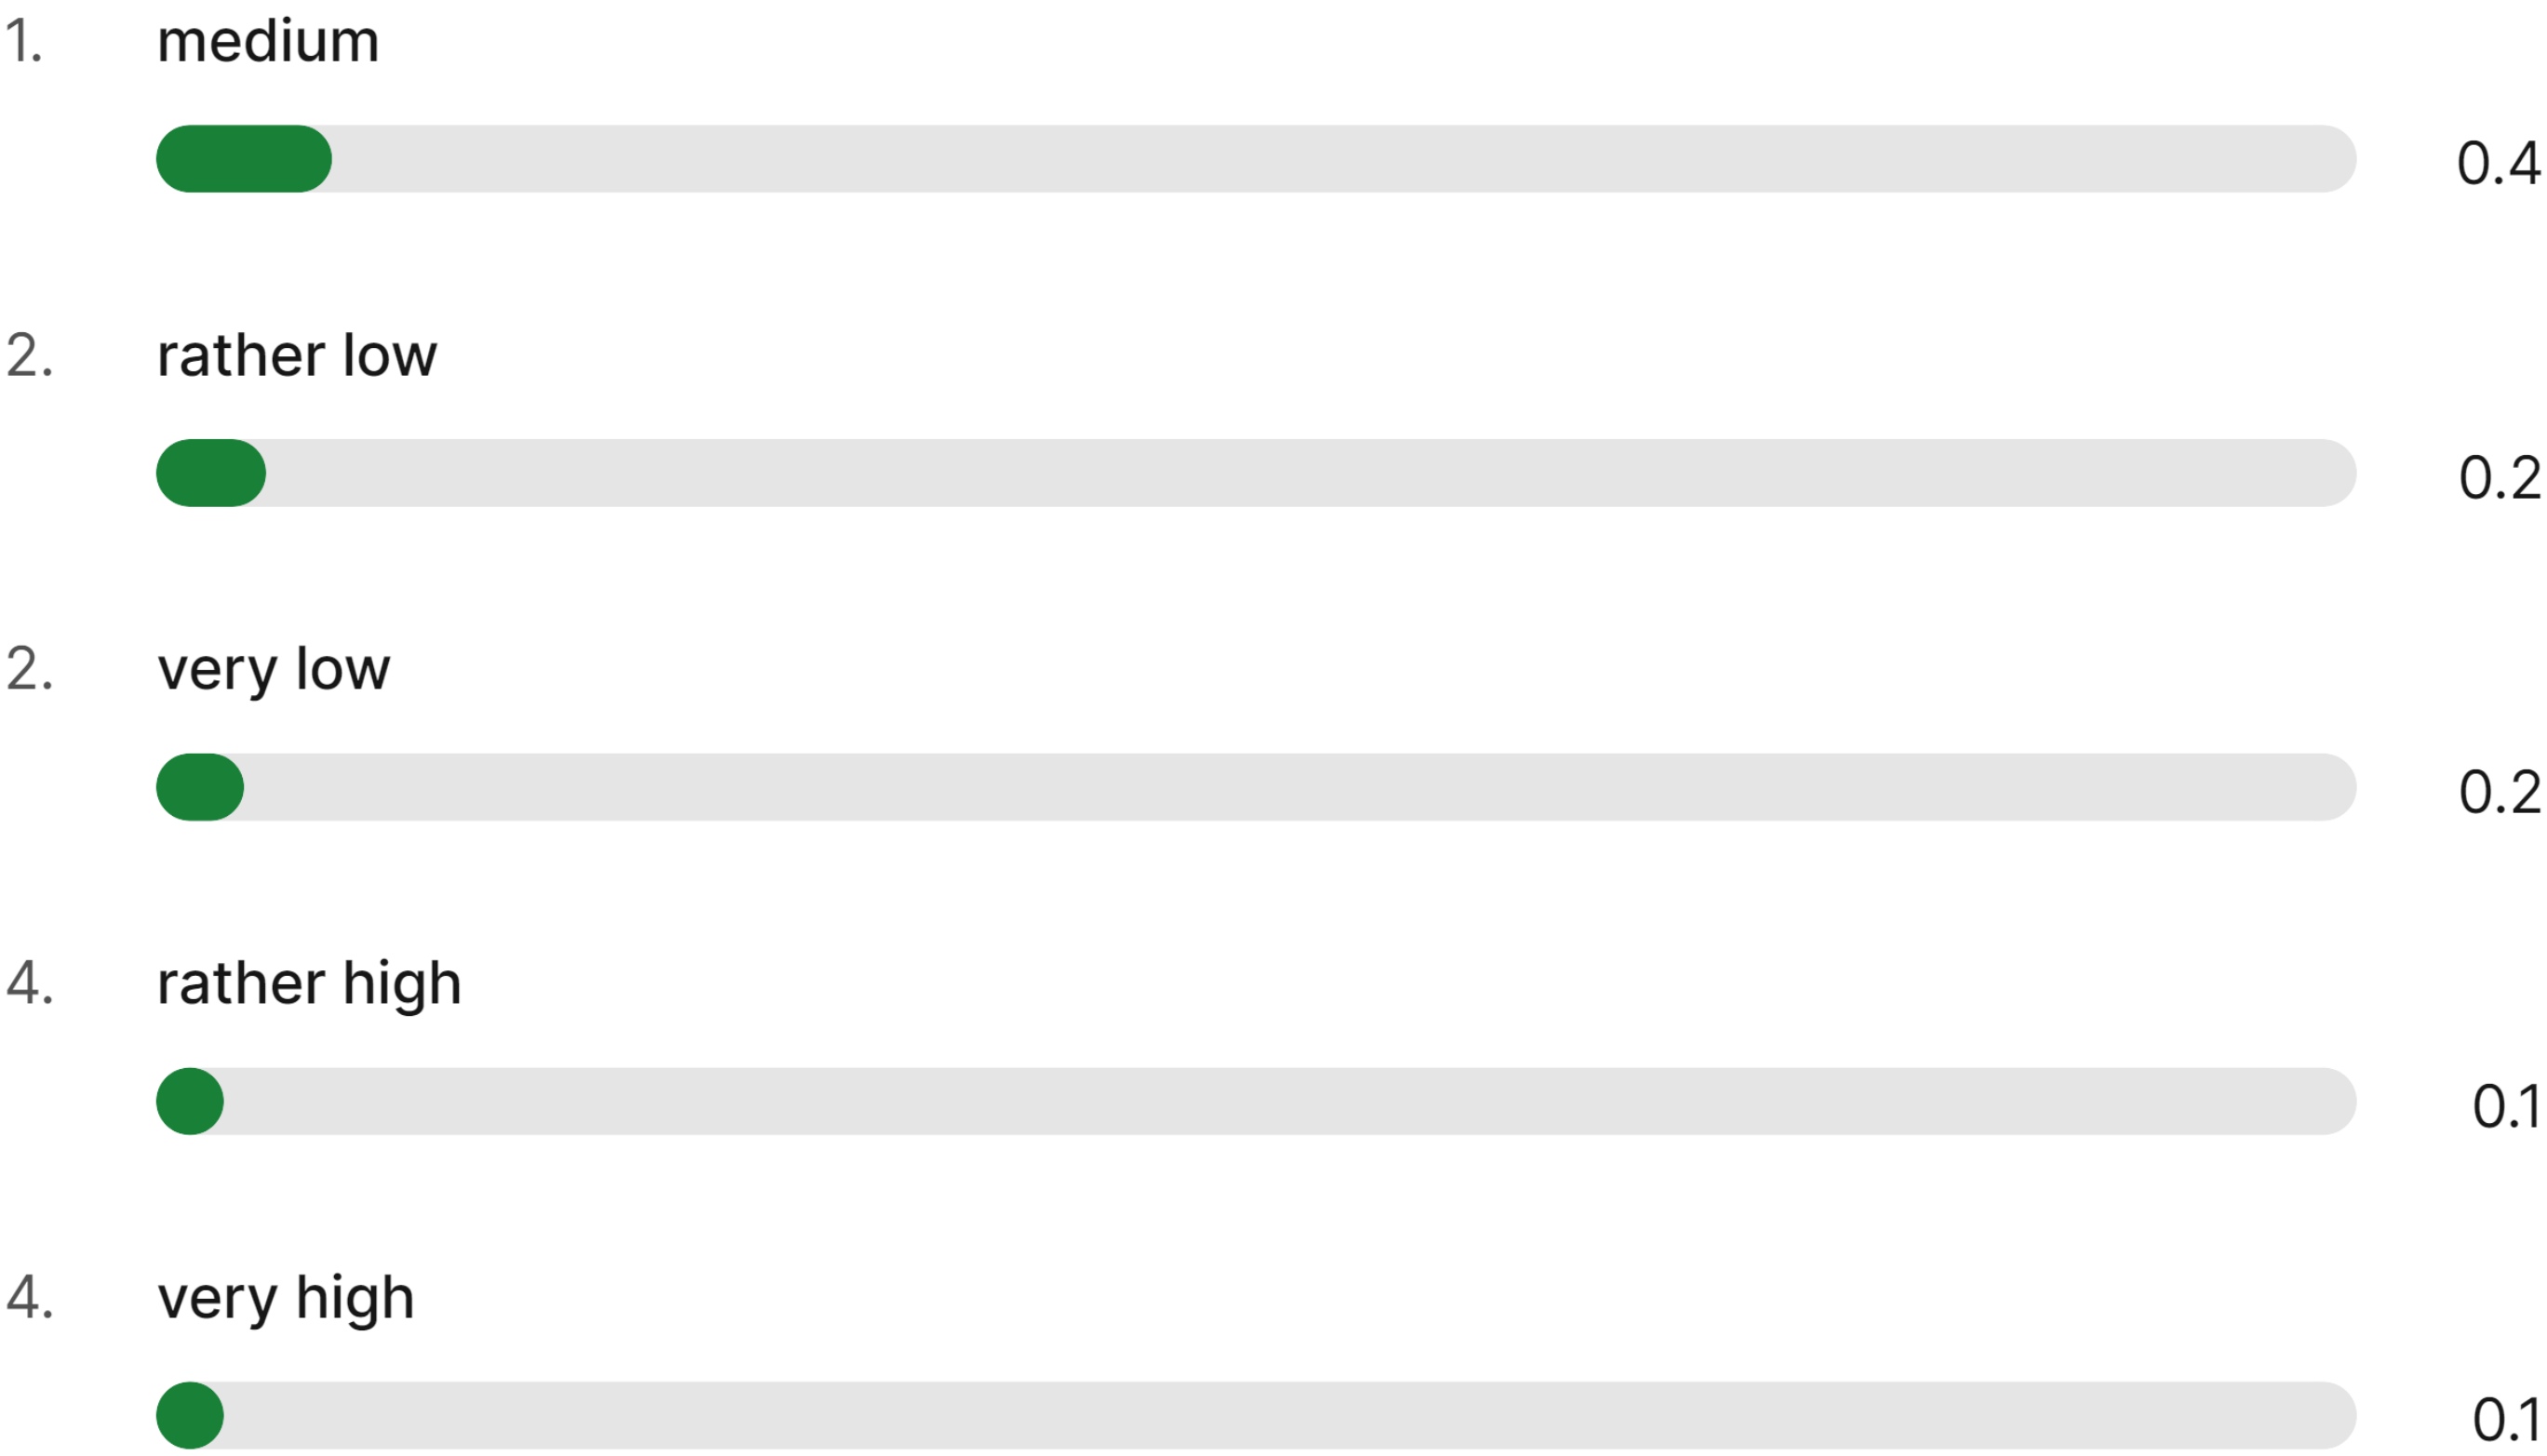 1. medium
0.4
2. rather low
0.2
2. very low
0.2
4. rather high
0.1
4. very high
0.1